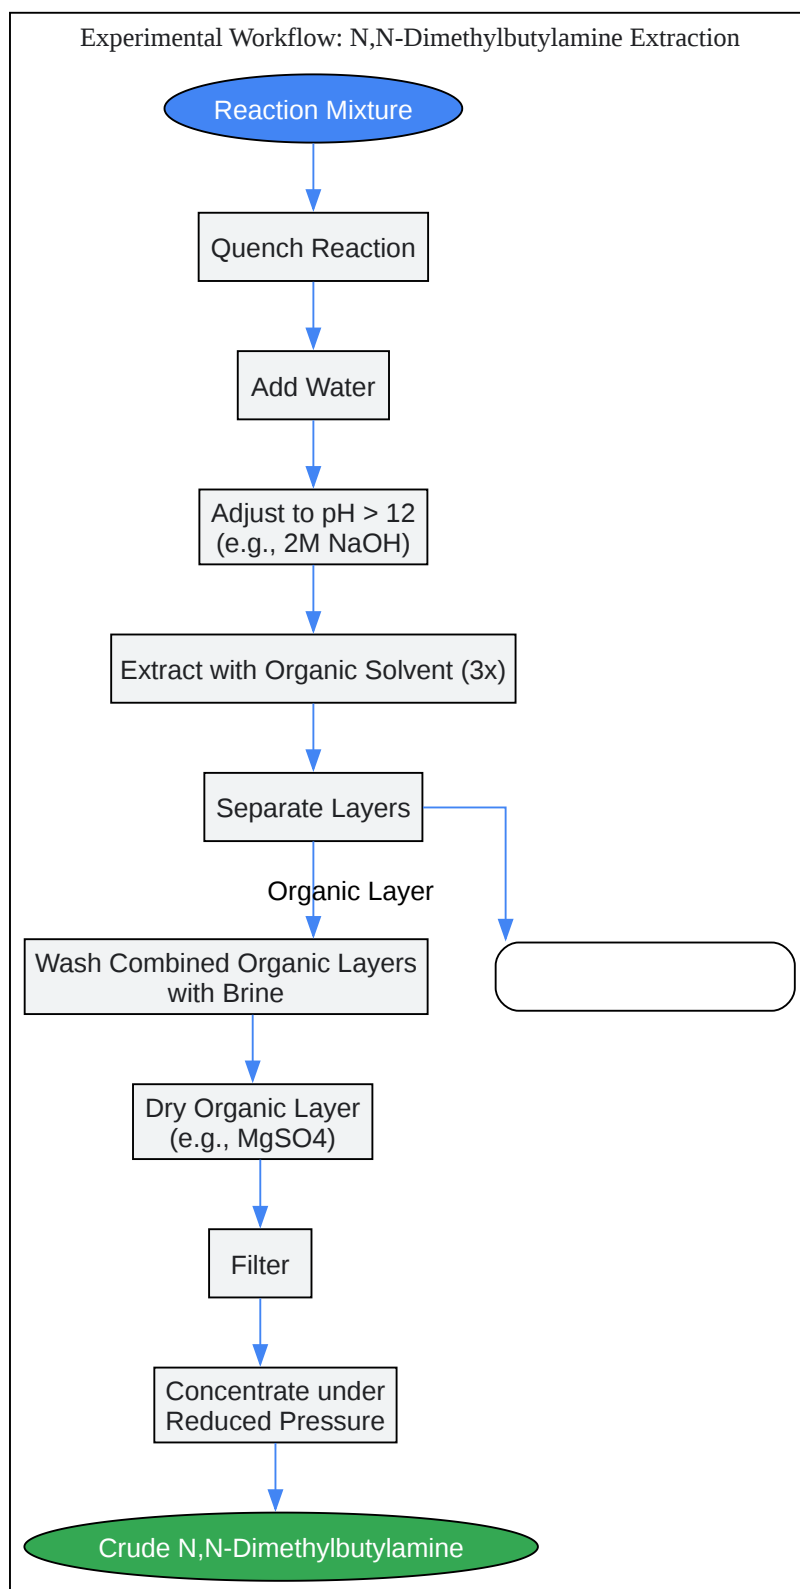 Experimental Workflow: N,N-Dimethylbutylamine Extraction
Reaction Mixture
Quench Reaction
Add Water
Adjust to pH > 12
(e.g., 2M NaOH)
Extract with Organic Solvent (3x)
Separate Layers
Organic Layer
Wash Combined Organic Layers
with Brine
Dry Organic Layer
(e.g., MgSO4)
Filter
Concentrate under
Reduced Pressure
Crude N,N-Dimethylbutylamine